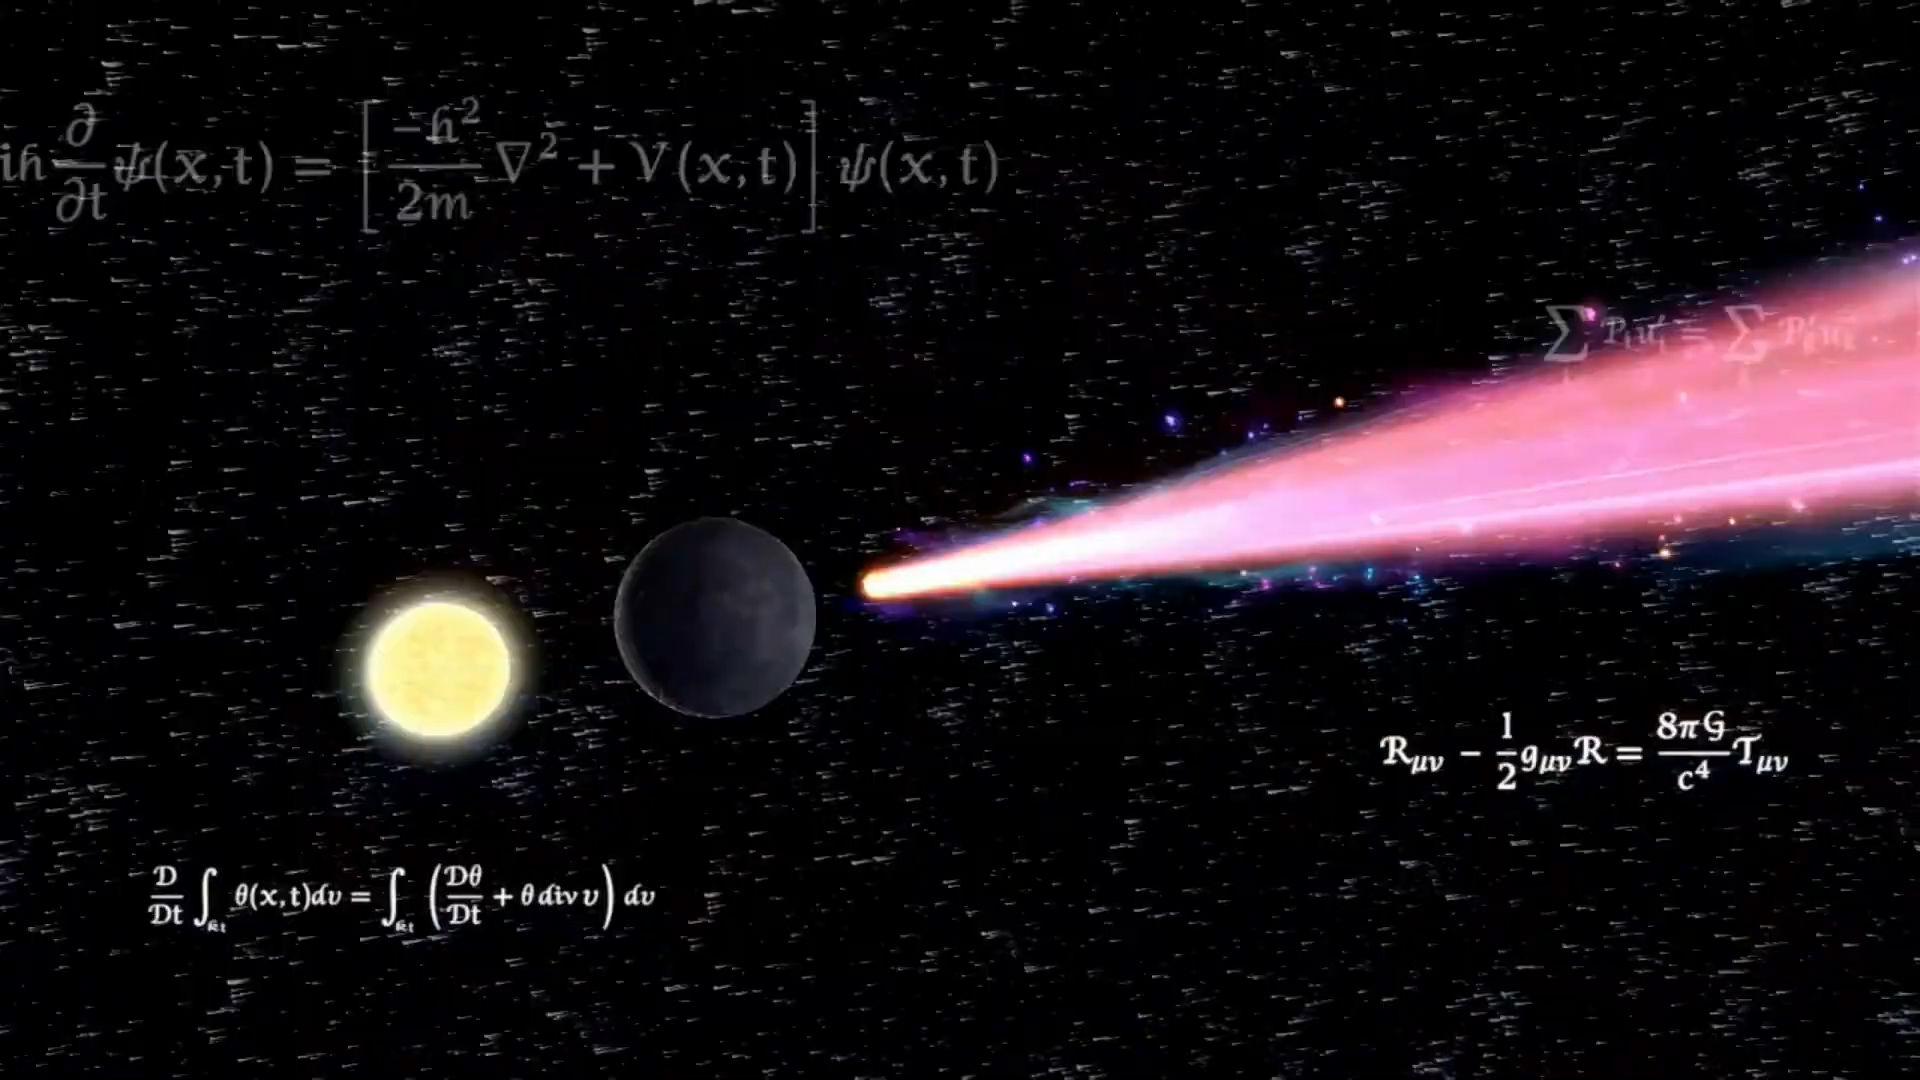 iħ ∂/∂t ψ(x,t) = [ −ħ²/2m ∇² + V(x,t) ] ψ(x,t)
R_μν − 1/2 g_μν R = 8πG/c⁴ T_μν
D/Dt ∫ θ(x,t)dv = ∫ ( Dθ/Dt + θ div v ) dv